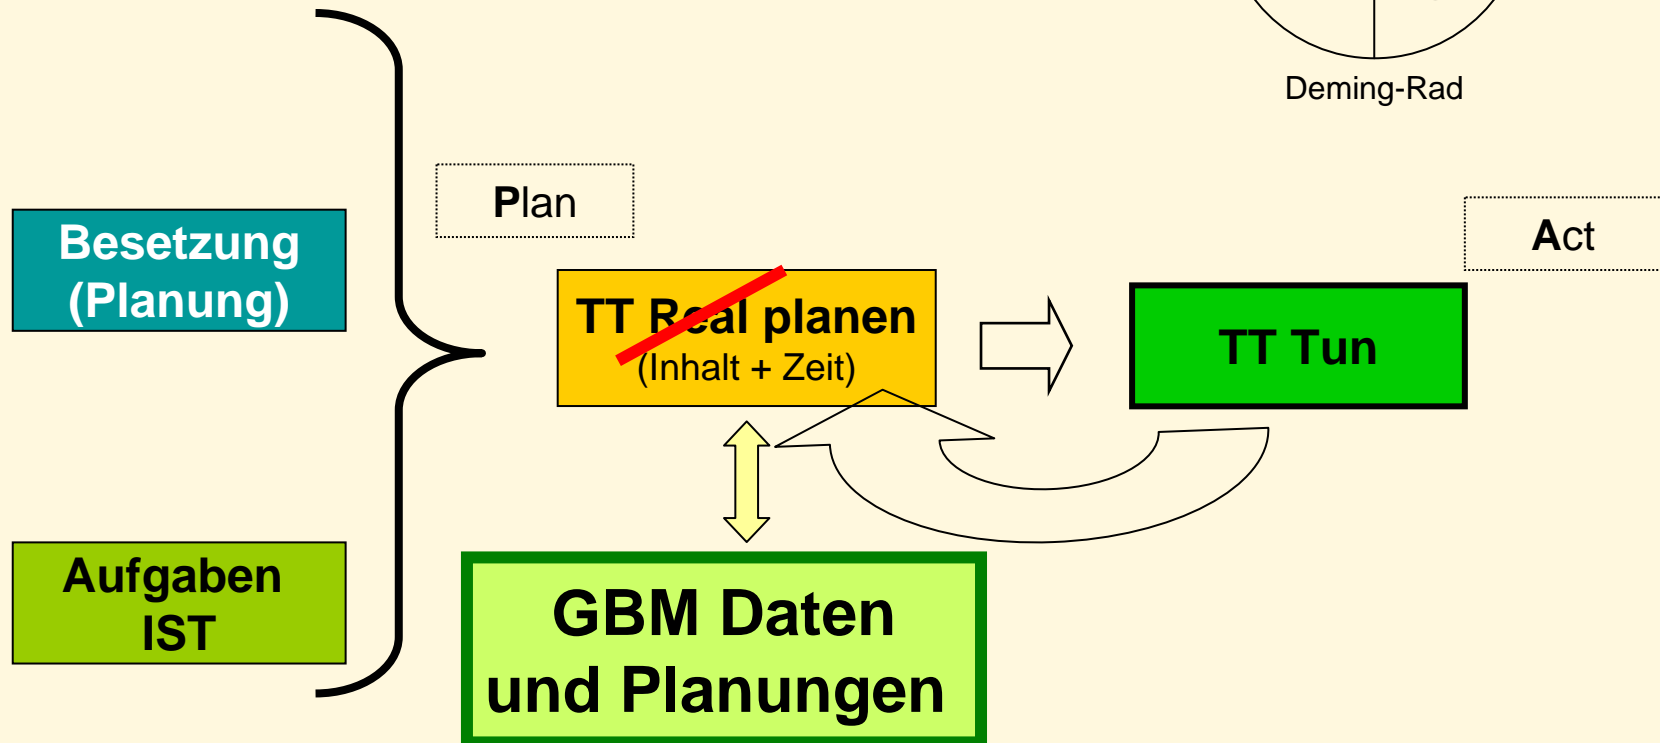 Deming-Rad
Plan
Act
Besetzung
(Planung)
TT Real planen
(Inhalt + Zeit)
TT Tun
Aufgaben
IST
GBM Daten
und Planungen